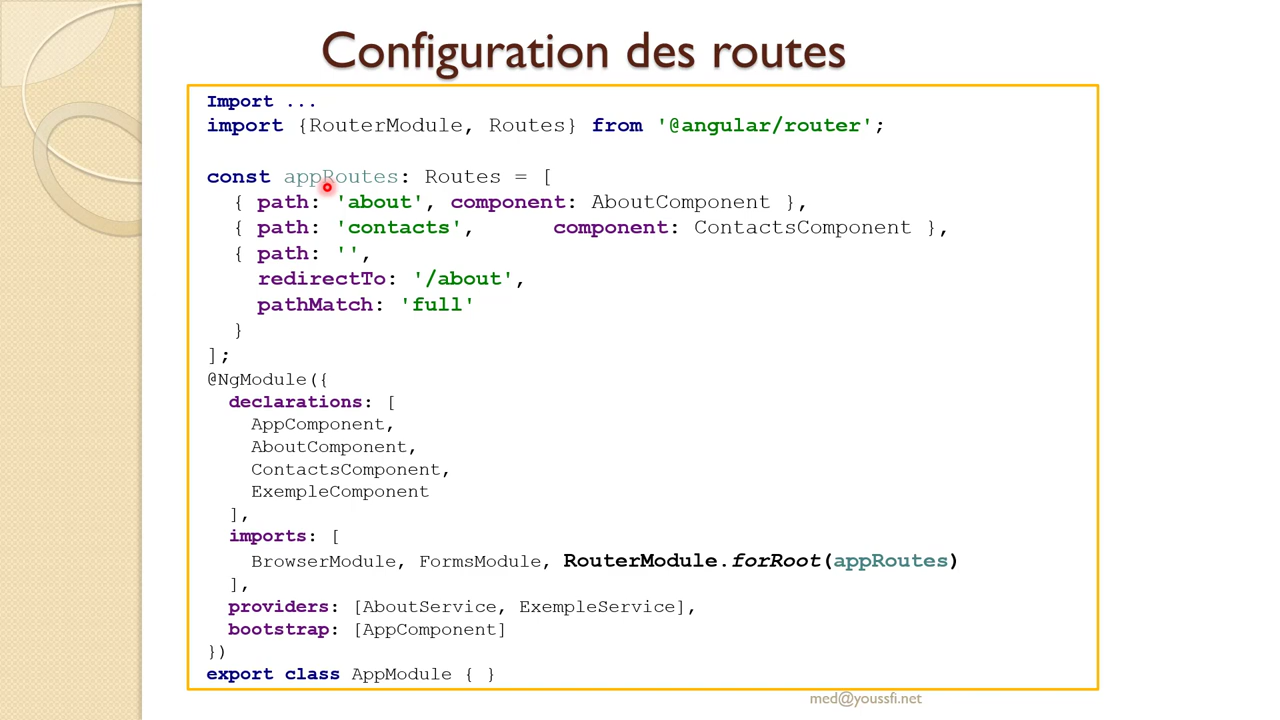 Configuration des routes
Import ...
import {RouterModule, Routes} from '@angular/router';
const appRoutes: Routes = [
{ path: 'about', component: AboutComponent },
{ path: 'contacts', component: ContactsComponent },
{ path: '',
redirectTo: '/about',
pathMatch: 'full'
}
];
@NgModule({
declarations: [
AppComponent,
AboutComponent,
ContactsComponent,
ExempleComponent
],
imports: [
BrowserModule, FormsModule, RouterModule.forRoot(appRoutes)
],
providers: [AboutService, ExempleService],
bootstrap: [AppComponent]
})
export class AppModule { }
med@youssfi.net